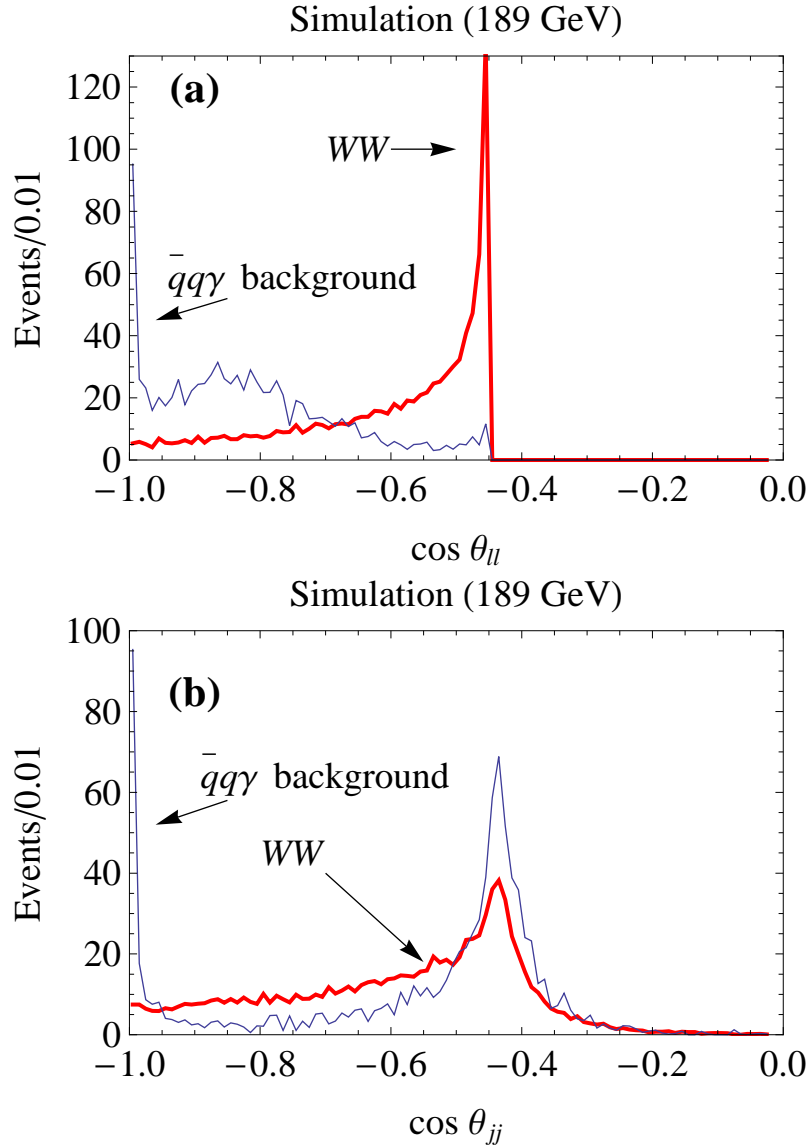 Simulation (189 GeV)
(a)
120
100
80
60
40
20
0
Events/0.01
WW
q̄qγ background
−1.0 −0.8 −0.6 −0.4 −0.2 0.0
cos θll
Simulation (189 GeV)
(b)
100
80
60
40
20
0
Events/0.01
q̄qγ background
WW
−1.0 −0.8 −0.6 −0.4 −0.2 0.0
cos θjj